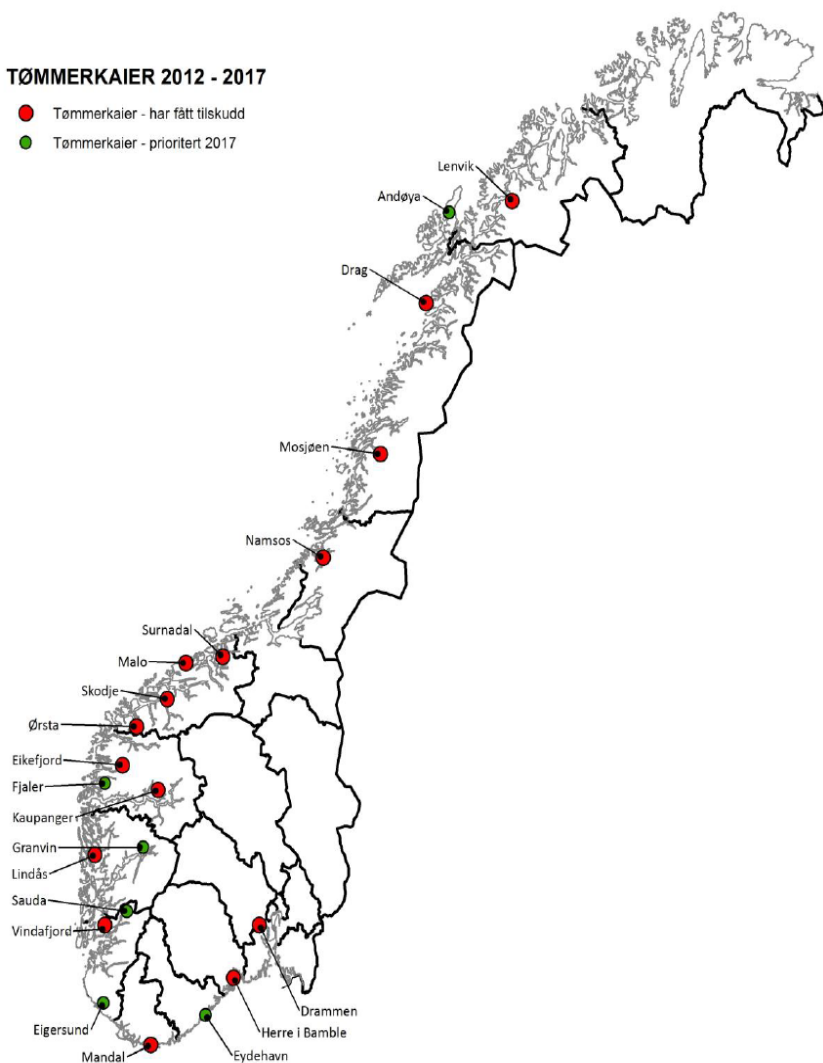 TØMMERKAIER 2012 - 2017
Tømmerkaier - har fått tilskudd
Tømmerkaier - prioritert 2017
Lenvik
Andøya
Drag
Mosjøen
Namsos
Surnadal
Malo
Skodje
Ørsta
Eikefjord
Fjaler
Kaupanger
Granvin
Lindås
Sauda
Vindafjord
Drammen
Eigersund
Herre i Bamble
Mandal
Eydehavn